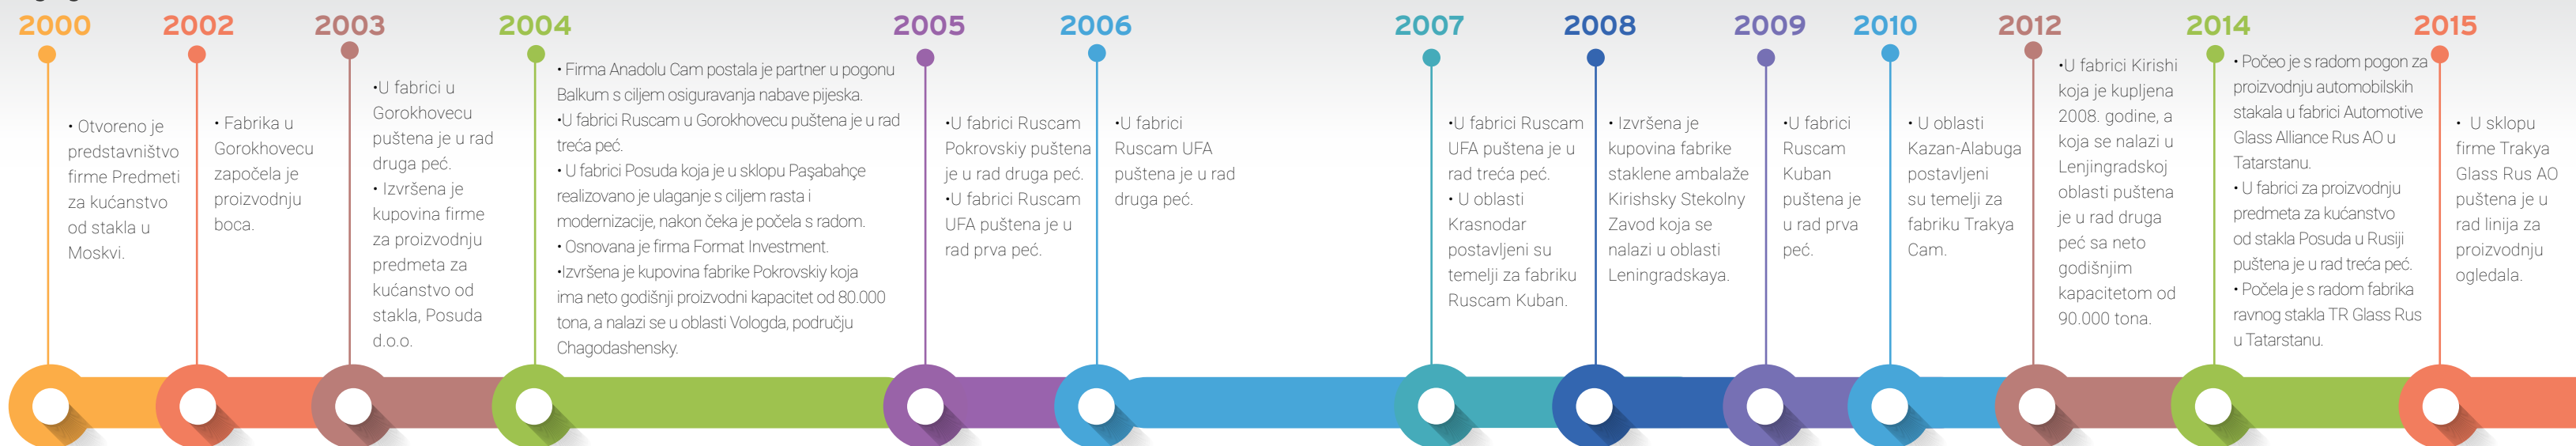 2000
• Otvoreno je
predstavništvo
firme Predmeti
za kućanstvo
od stakla u
Moskvi.
2002
• Fabrika u
Gorokhovecu
započela je
proizvodnju
boca.
2003
•U fabrici u
Gorokhovecu
puštena je u rad
druga peć.
• Izvršena je
kupovina firme
za proizvodnju
predmeta za
kućanstvo od
stakla, Posuda
d.o.o.
2004
• Firma Anadolu Cam postala je partner u pogonu
Balkum s ciljem osiguravanja nabave pijeska.
•U fabrici Ruscam u Gorokhovecu puštena je u rad
treća peć.
• U fabrici Posuda koja je u sklopu Paşabahçe
realizovano je ulaganje s ciljem rasta i
modernizacije, nakon čeka je počela s radom.
• Osnovana je firma Format Investment.
•Izvršena je kupovina fabrike Pokrovskiy koja
ima neto godišnji proizvodni kapacitet od 80.000
tona, a nalazi se u oblasti Vologda, području
Chagodashensky.
2005
•U fabrici Ruscam
Pokrovskiy puštena
je u rad druga peć.
•U fabrici Ruscam
UFA puštena je u
rad prva peć.
2006
•U fabrici
Ruscam UFA
puštena je u rad
druga peć.
2007
•U fabrici Ruscam
UFA puštena je u
rad treća peć.
• U oblasti
Krasnodar
postavljeni su
temelji za fabriku
Ruscam Kuban.
2008
• Izvršena je
kupovina fabrike
staklene ambalaže
Kirishsky Stekolny
Zavod koja se
nalazi u oblasti
Leningradskaya.
2009
•U fabrici
Ruscam
Kuban
puštena je
u rad prva
peć.
2010
• U oblasti
Kazan-Alabuga
postavljeni
su temelji za
fabriku Trakya
Cam.
2012
•U fabrici Kirishi
koja je kupljena
2008. godine, a
koja se nalazi u
Lenjingradskoj
oblasti puštena
je u rad druga
peć sa neto
godišnjim
kapacitetom od
90.000 tona.
2014
• Počeo je s radom pogon za
proizvodnju automobilskih
stakala u fabrici Automotive
Glass Alliance Rus AO u
Tatarstanu.
• U fabrici za proizvodnju
predmeta za kućanstvo
od stakla Posuda u Rusiji
puštena je u rad treća peć.
• Počela je s radom fabrika
ravnog stakla TR Glass Rus
u Tatarstanu.
2015
• U sklopu
firme Trakya
Glass Rus AO
puštena je u
rad linija za
proizvodnju
ogledala.